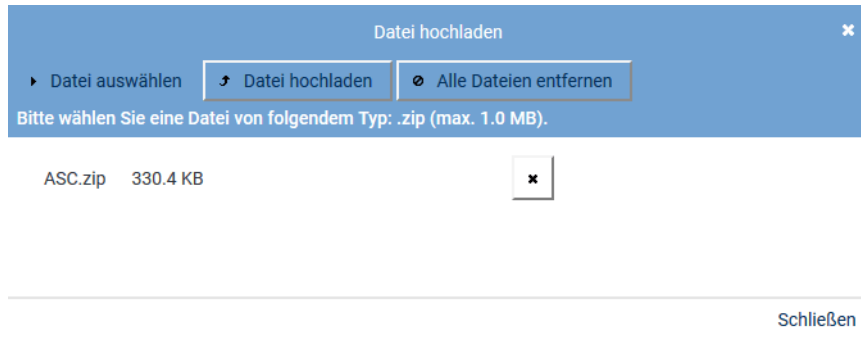 Datei hochladen
Datei auswählen Datei hochladen Alle Dateien entfernen
Bitte wählen Sie eine Datei von folgendem Typ: .zip (max. 1.0 MB).
ASC.zip 330.4 KB
Schließen